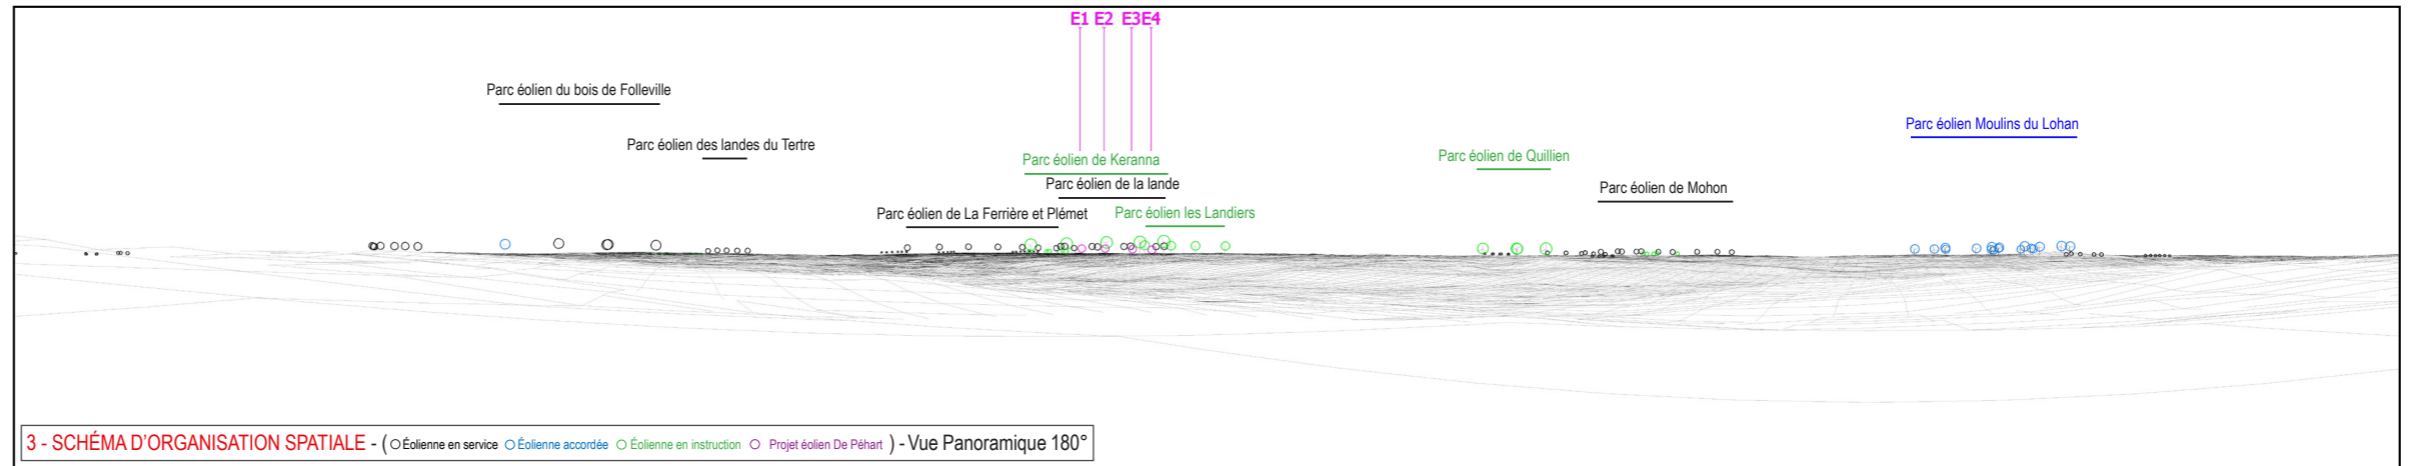 E1 E2 E3 E4
Parc éolien du bois de Folleville
Parc éolien Moulins du Lohan
Parc éolien des landes du Tertre
Parc éolien de Keranna
Parc éolien de Quillien
Parc éolien de la lande
Parc éolien de Mohon
Parc éolien de La Ferrière et Plémet
Parc éolien les Landiers
3 - SCHÉMA D'ORGANISATION SPATIALE - ( Éolienne en service Éolienne accordée Éolienne en instruction Projet éolien De Péhart ) - Vue Panoramique 180°